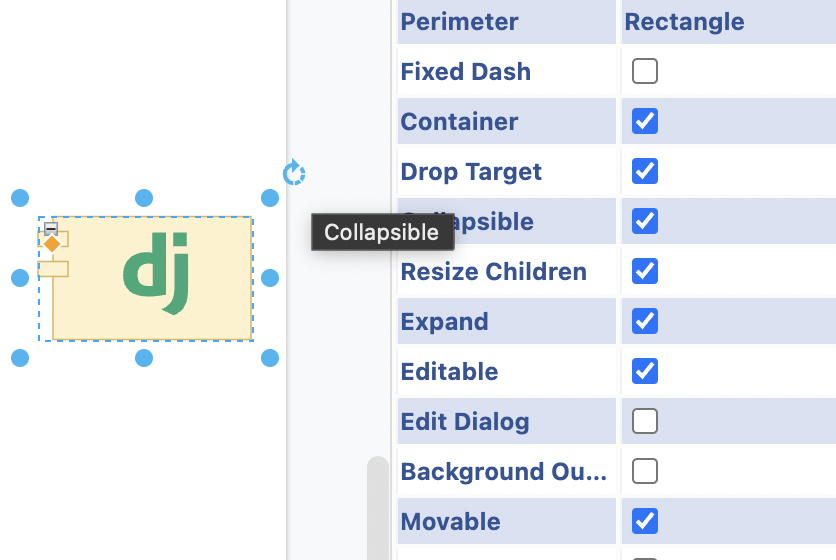 Perimeter Rectangle
Fixed Dash
Container
Drop Target
Collapsible
apsible
Resize Children
Expand
Editable
Edit Dialog
Background Ou...
Movable
dj